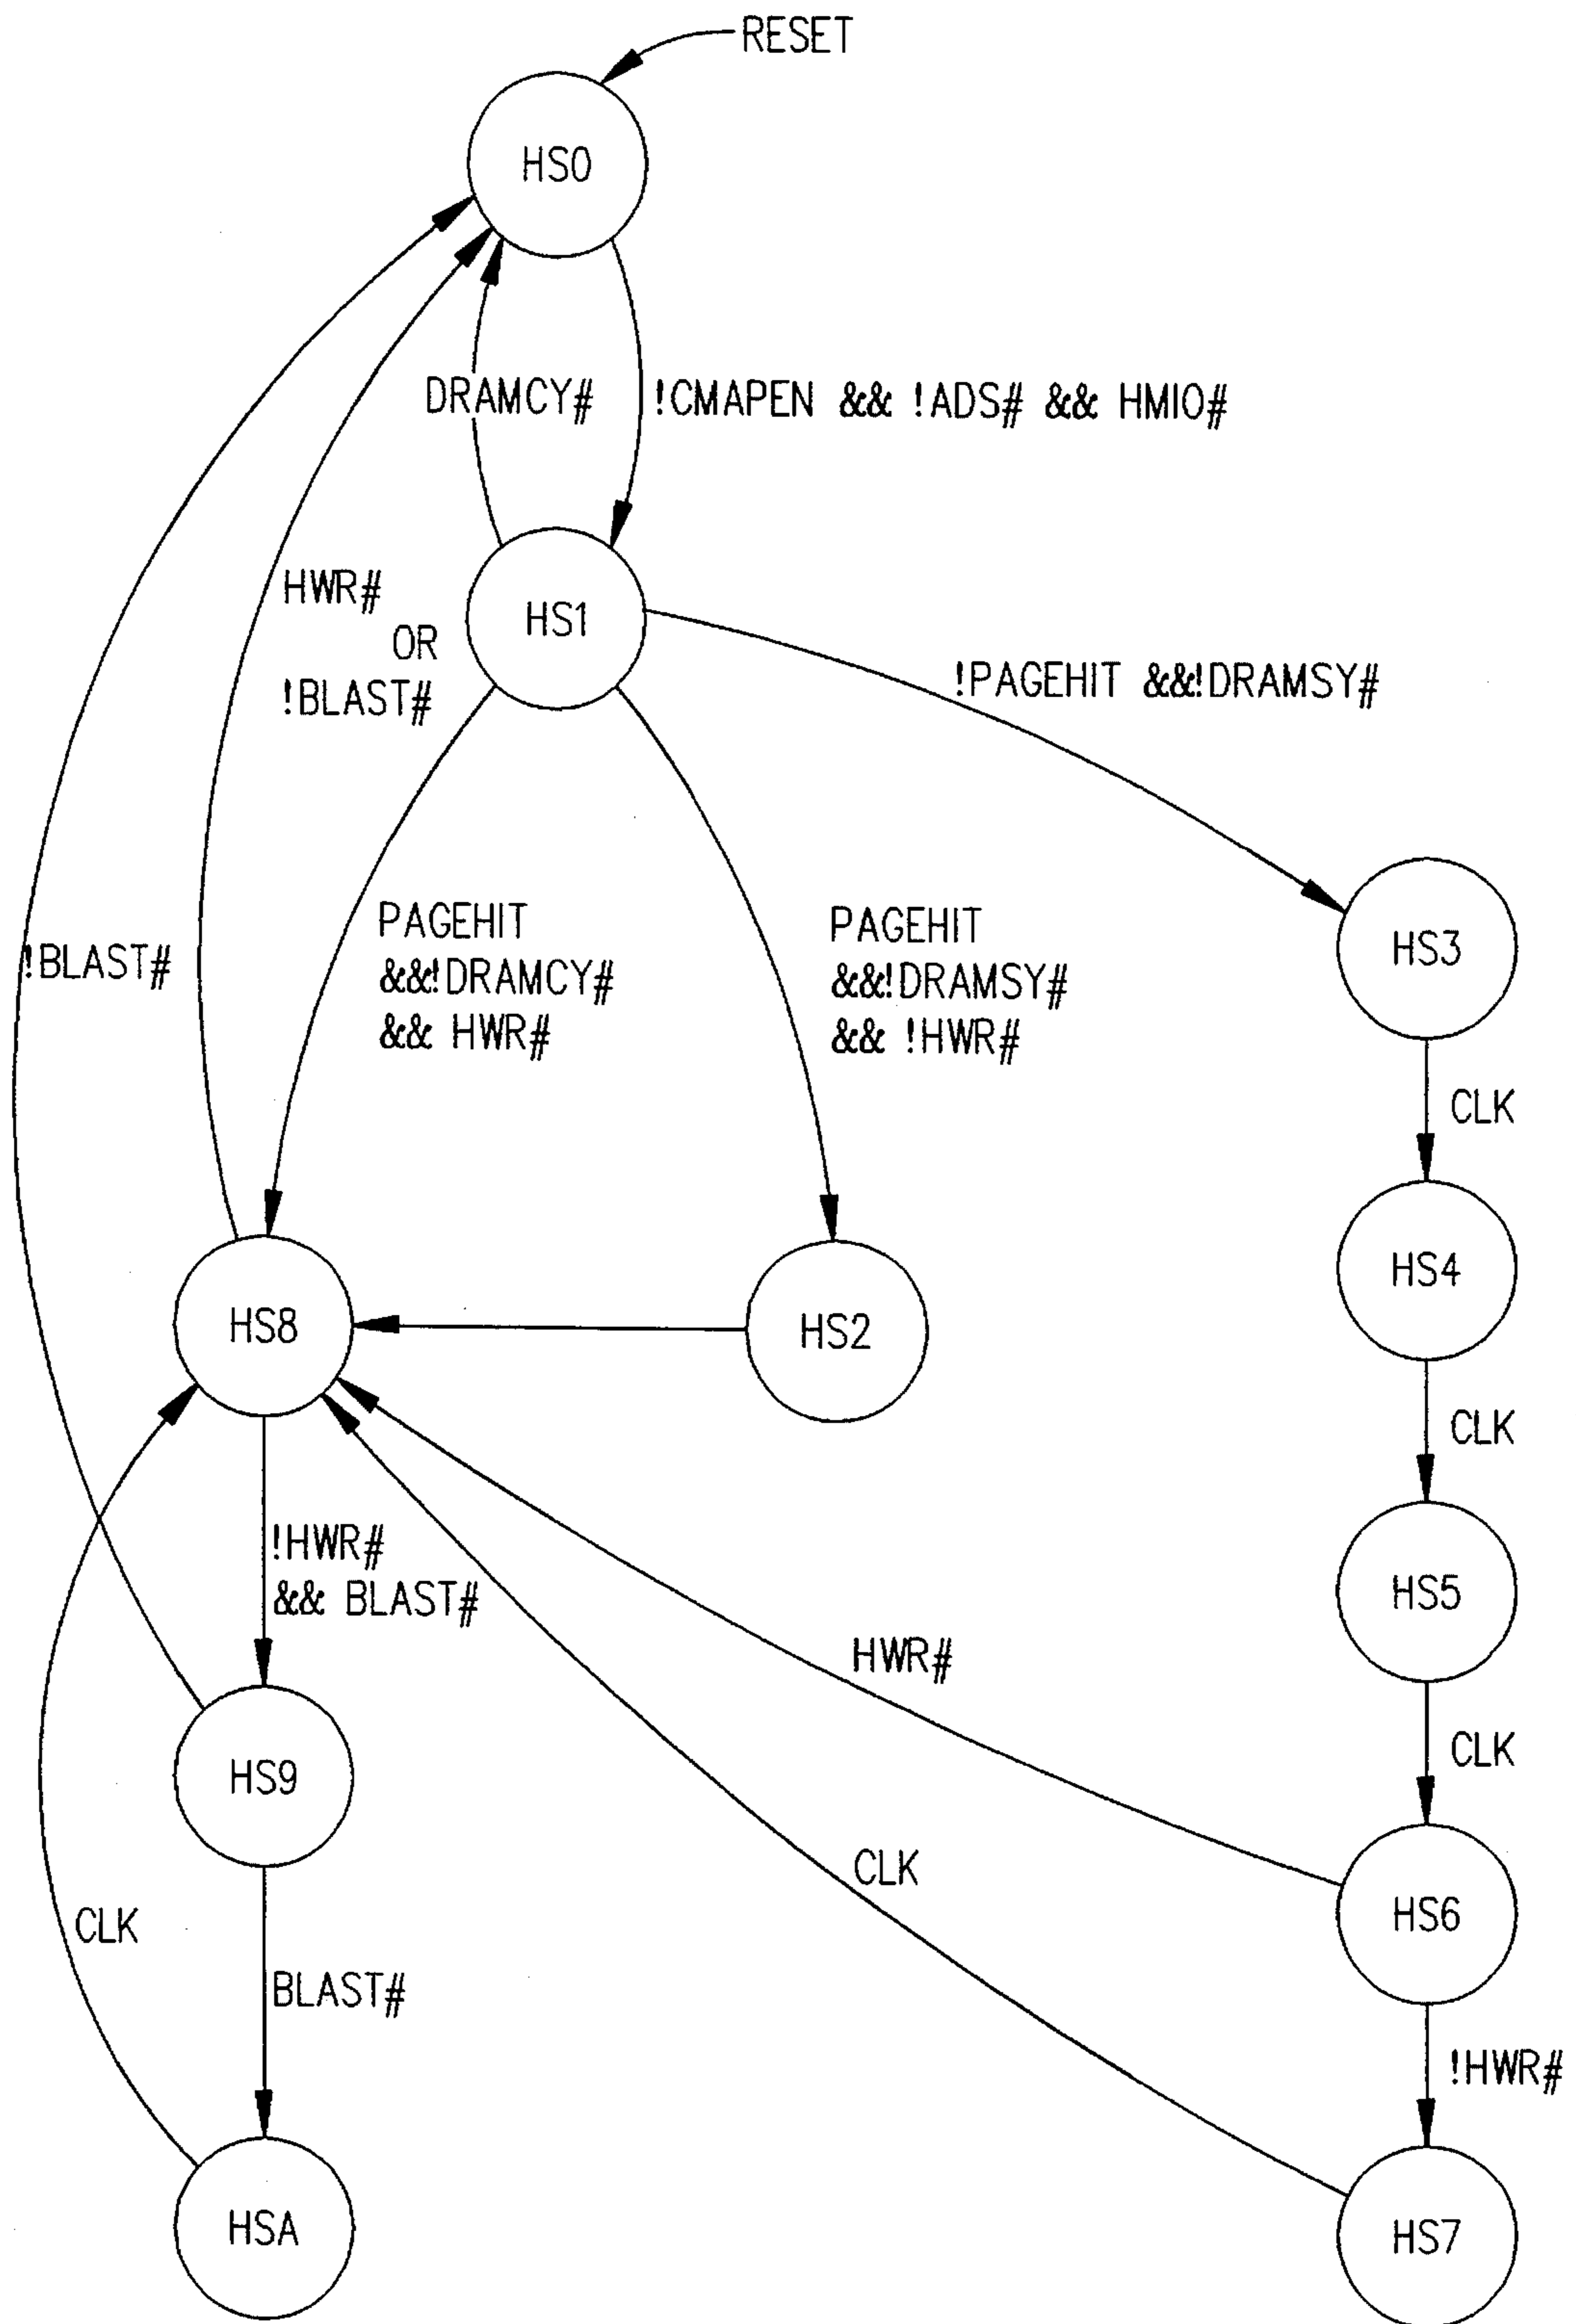 RESET
HS0
DRAMCY#
!CMAPEN && !ADS# && HMIO#
HWR#
OR
!BLAST#
HS1
!PAGEHIT &&!DRAMSY#
!BLAST#
PAGEHIT
&&!DRAMCY#
&& HWR#
PAGEHIT
&&!DRAMSY#
&& !HWR#
HS3
CLK
HS4
HS8
HS2
CLK
!HWR#
&& BLAST#
HS5
HWR#
CLK
HS9
CLK
HS6
CLK
BLAST#
!HWR#
HSA
HS7